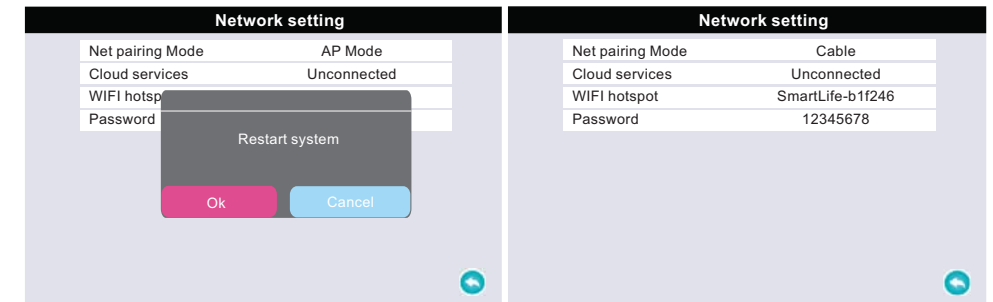 Network setting
Net pairing Mode AP Mode
Cloud services Unconnected
WIFI hotsp
Password
Restart system
Ok Cancel
Network setting
Net pairing Mode Cable
Cloud services Unconnected
WIFI hotspot SmartLife-b1f246
Password 12345678